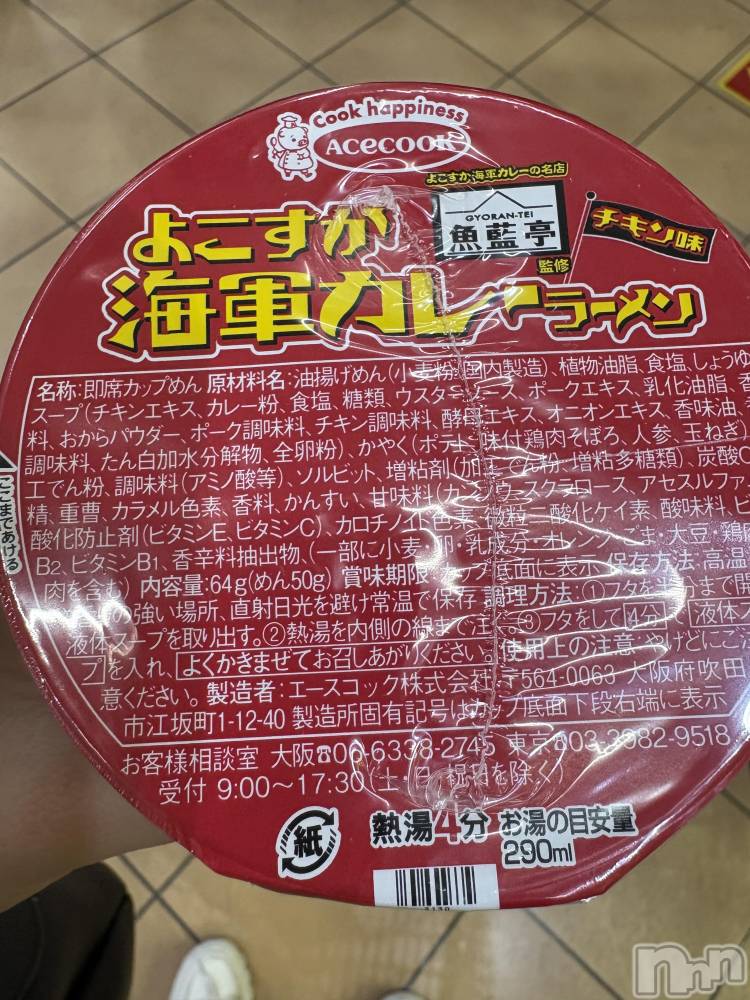 Cook happiness
ACECOOK
よこすか海軍カレーの名店
GYORAN-TEI
魚藍亭
監修
チキン味
よこすか
海軍カレーラーメン
名称:即席カップめん 原材料名:油揚げめん(小麦粉(国内製造)、植物油脂、食塩、しょうゆ
スープ(チキンエキス、カレー粉、食塩、糖類、ウスターソース、ポークエキス、乳化油脂、
料、おからパウダー、ポーク調味料、チキン調味料、酵母エキス、オニオンエキス、香味油、
調味料、たん白加水分解物、全卵粉)、かやく(ポテト、味付鶏肉そぼろ、人参、玉ねぎ)
工でん粉、調味料(アミノ酸等)、ソルビット、増粘剤(加工でん粉・増粘多糖類)、炭酸C
精、重曹、カラメル色素、香料、かんすい、甘味料(カンゾウ、スクラロース、アセスルファ
酸化防止剤(ビタミンE、ビタミンC)、カロチノイド色素、微粒二酸化ケイ素、酸味料、ビ
B2、ビタミンB1、香辛料抽出物、(一部に小麦・卵・乳成分・オレンジ・ごま・大豆・鶏
肉を含む) 内容量:64g(めん50g) 賞味期限:カップ底面に表示 保存方法:高温
の強い場所、直射日光を避け常温で保存 調理方法:①フタを半分まで開
液体スープを取り出す。②熱湯を内側の線まで注 ③フタをして4分 液体
プを入れ、よくかきまぜてお召しあがりください。 使用上の注意:やけどにご
意ください。 製造者:エースコック株式会社 〒564-0063 大阪府吹田
市江坂町1-12-40 製造所固有記号はカップ底面下段右端に表示
お客様相談室 大阪☎06-6338-2745 東京☎03-3982-9518
受付 9:00〜17:30(土・日・祝祭日を除く)
ここまであける
紙
熱湯4分 お湯の目安量
290ml
nnn